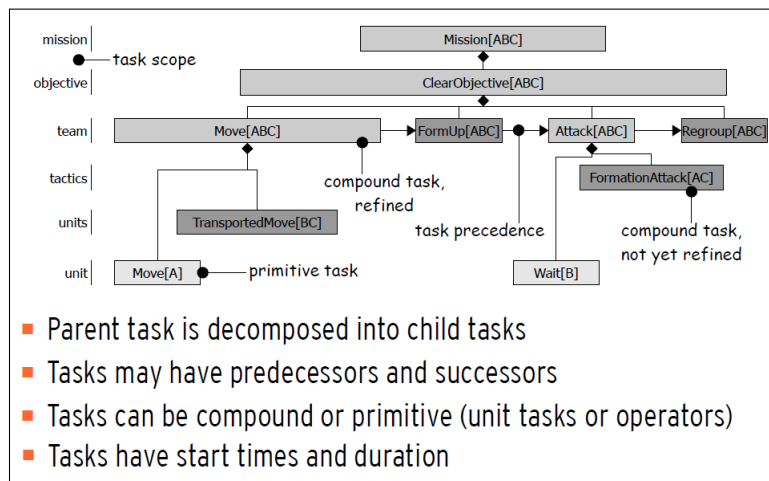 mission
Mission[ABC]
task scope
objective
ClearObjective[ABC]
team
Move[ABC]
FormUp[ABC]
Attack[ABC]
Regroup[ABC]
tactics
compound task,
refined
FormationAttack[AC]
units
TransportedMove[BC]
task precedence
compound task,
not yet refined
unit
Move[A]
primitive task
Wait[B]
Parent task is decomposed into child tasks
Tasks may have predecessors and successors
Tasks can be compound or primitive (unit tasks or operators)
Tasks have start times and duration